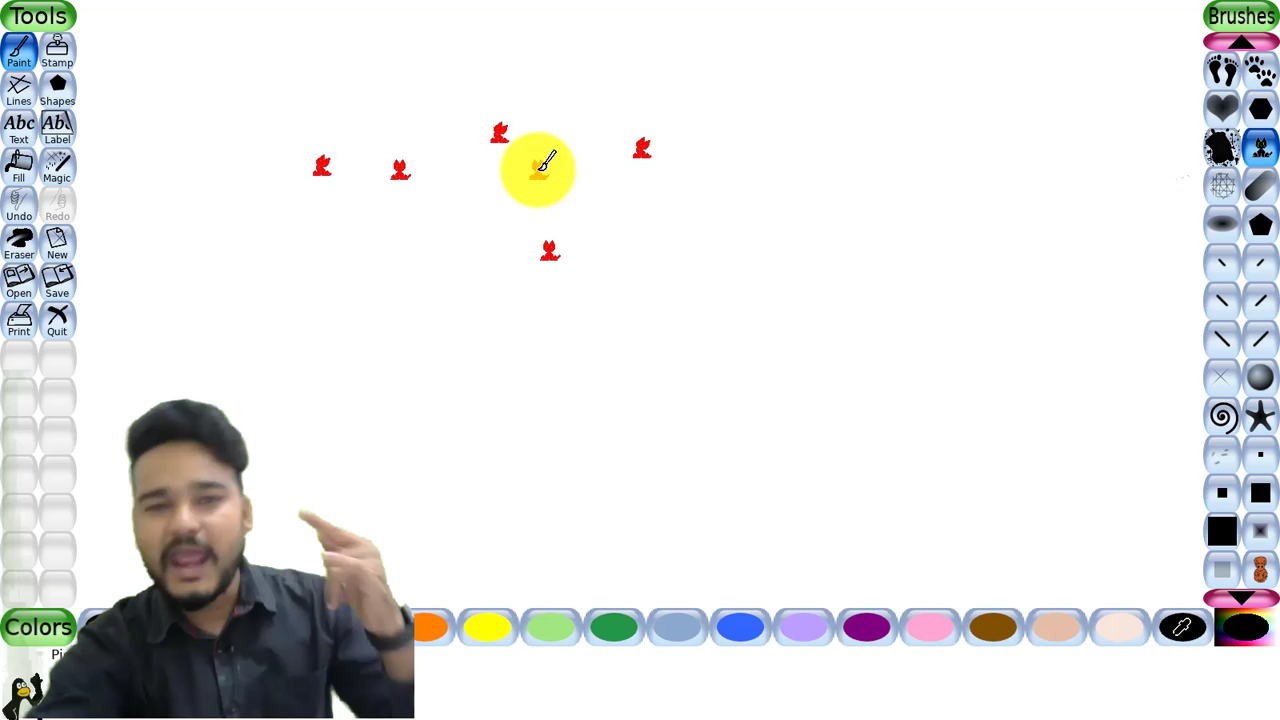 Tools
Brushes
Paint
Stamp
Lines
Shapes
Abc
Abc
Text
Label
Fill
Magic
Undo
Redo
Eraser
New
Open
Save
Print
Quit
Colors